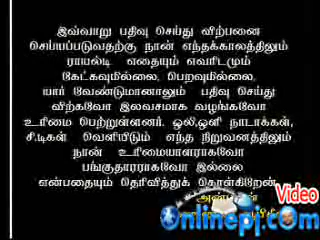 இவ்வாறு பதிவு செய்து விற்பனை
செய்யப்படுவதற்கு நான் எந்தக்காலத்திலும்
ராயல்டி எதையும் எவரிடமும்
கேட்கவுமில்லை, பெறவுமில்லை,
யார் வேண்டுமானாலும் பதிவு செய்து
விற்கவோ இலவசமாக வழங்கவோ
உரிமை பெற்றுள்ளனர். ஒலி,ஒளி நாடாக்கள்,
சி.டிகள் வெளியிடும் எந்த நிறுவனத்திலும்
நான் உரிமையாளராகவோ
பங்குதாரராகவோ இல்லை
என்பதையும் தெரிவித்துக் கொள்கிறேன்.
Video
Onlinepj.com